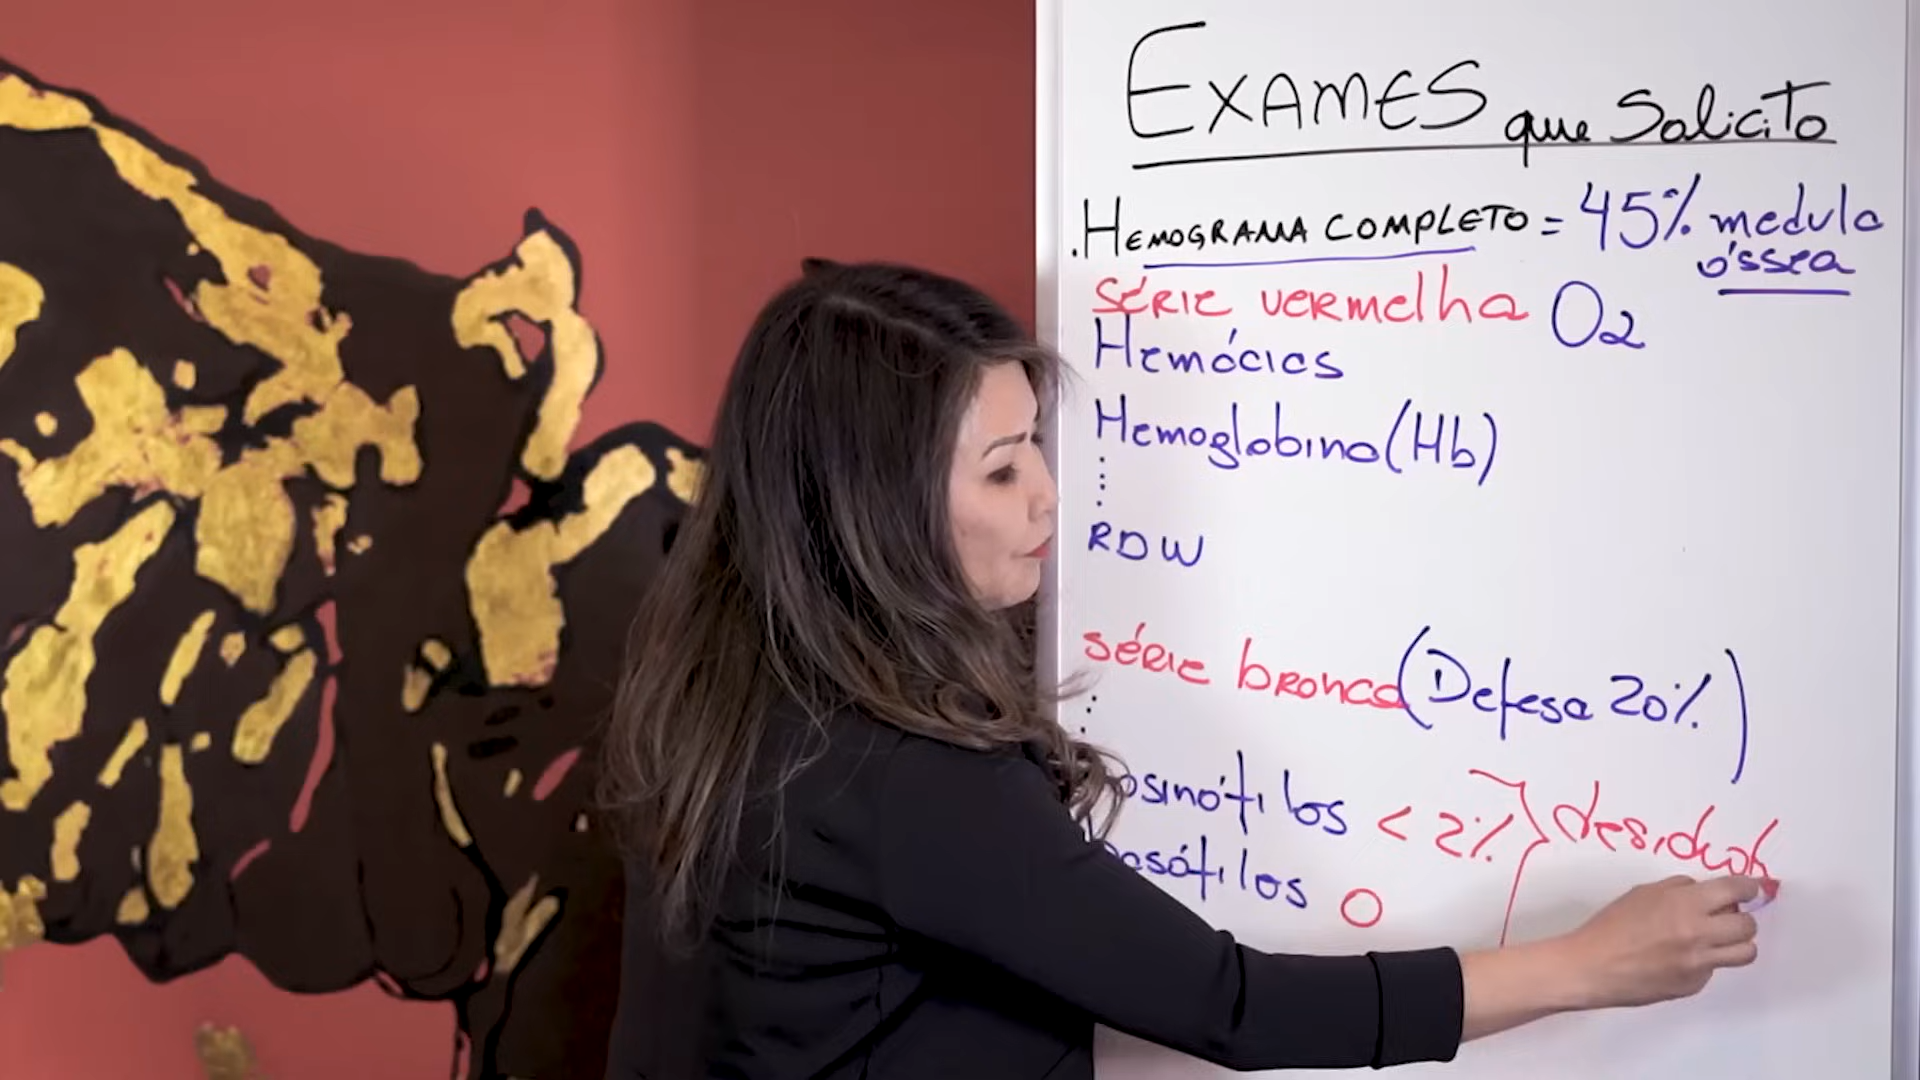 EXAMES que Solicito
.HEMOGRAMA COMPLETO = 45% medula
óssea
SÉRIE vermelha O2
Hemácias
Hemoglobina (Hb)
RDW
série branca (Defesa 20%)
osinófilos < 2%
asófilos 0